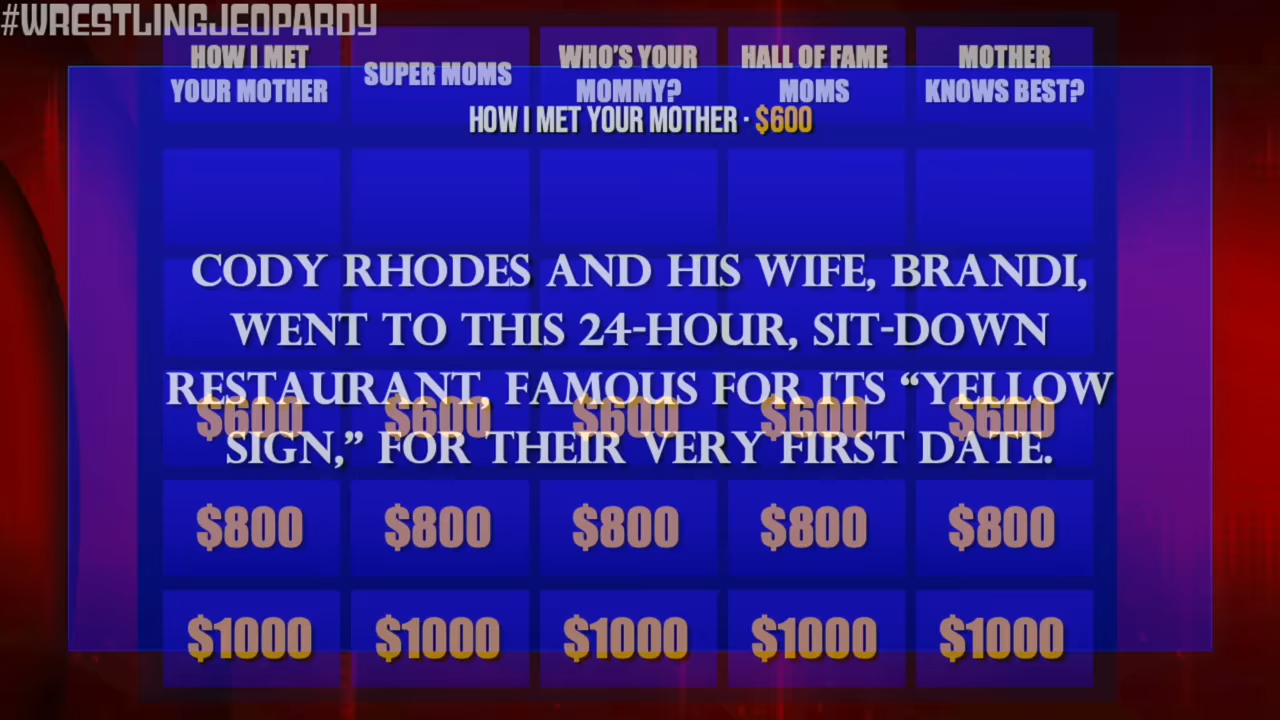 #WRESTLINGJEOPARDY
HOW I MET
YOUR MOTHER
SUPER MOMS
WHO'S YOUR
MOMMY?
HALL OF FAME
MOMS
MOTHER
KNOWS BEST?
HOW I MET YOUR MOTHER · $600
CODY RHODES AND HIS WIFE, BRANDI,
WENT TO THIS 24-HOUR, SIT-DOWN
RESTAURANT, FAMOUS FOR ITS “YELLOW
$600 $600 $600 $600 $600
SIGN,” FOR THEIR VERY FIRST DATE.
$800 $800 $800 $800 $800
$1000 $1000 $1000 $1000 $1000